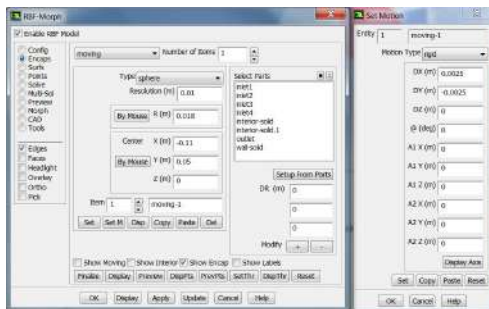 RBF-Morph
Enable RBF Model
Config
Encaps
Surfs
Points
Solve
Multi-Sol
Preview
Morph
CAD
Tools
Edges
Faces
Headlight
Overlay
Ortho
Pick
moving
Number of Items 1
Type sphere
Resolution (m) 0.01
By Mouse R (m) 0.018
Center X (m) -0.11
By Mouse Y (m) 0.05
Z (m) 0
Item 1 moving-1
Set Set M Disp Copy Paste Del
Select Parts
inlet1
inlet2
inlet3
inlet4
interior-solid
interior-solid.1
outlet
wall-solid
Setup From Parts
DR (m) 0
0
0
Modify + -
Show Moving Show Interior Show Encap Show Labels
Finalize Display Preview DispPts PrevPts SetThr DispThr Reset
OK Display Apply Update Cancel Help
Set Motion
Entity 1 moving-1
Motion Type rigid
DX (m) 0.0025
DY (m) -0.0025
DZ (m) 0
@ (deg) 0
A1 X (m) 0
A1 Y (m) 0
A1 Z (m) 0
A2 X (m) 0
A2 Y (m) 0
A2 Z (m) 0
Display Axis
Set Copy Paste Reset
OK Cancel Help